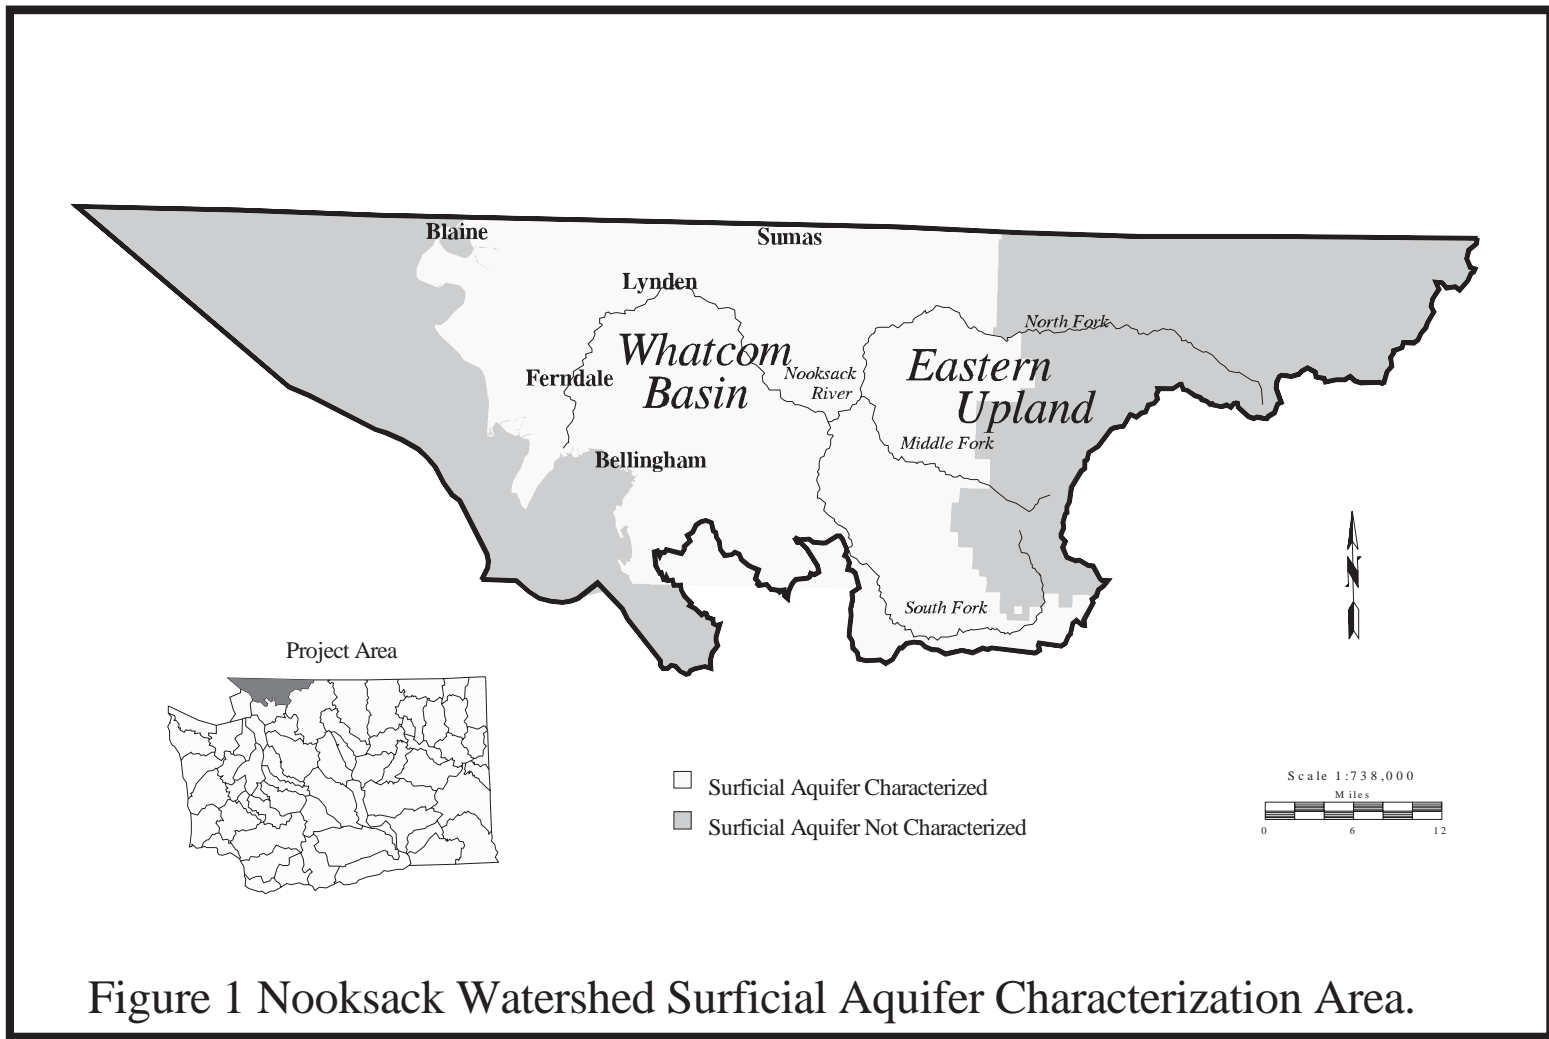 Blaine
Sumas
Lynden
North Fork
Whatcom
Basin
Eastern
Upland
Ferndale
Nooksack
River
Middle Fork
Bellingham
N
South Fork
Project Area
Surficial Aquifer Characterized
Surficial Aquifer Not Characterized
Scale 1:738,000
Miles
0 6 12
Figure 1 Nooksack Watershed Surficial Aquifer Characterization Area.